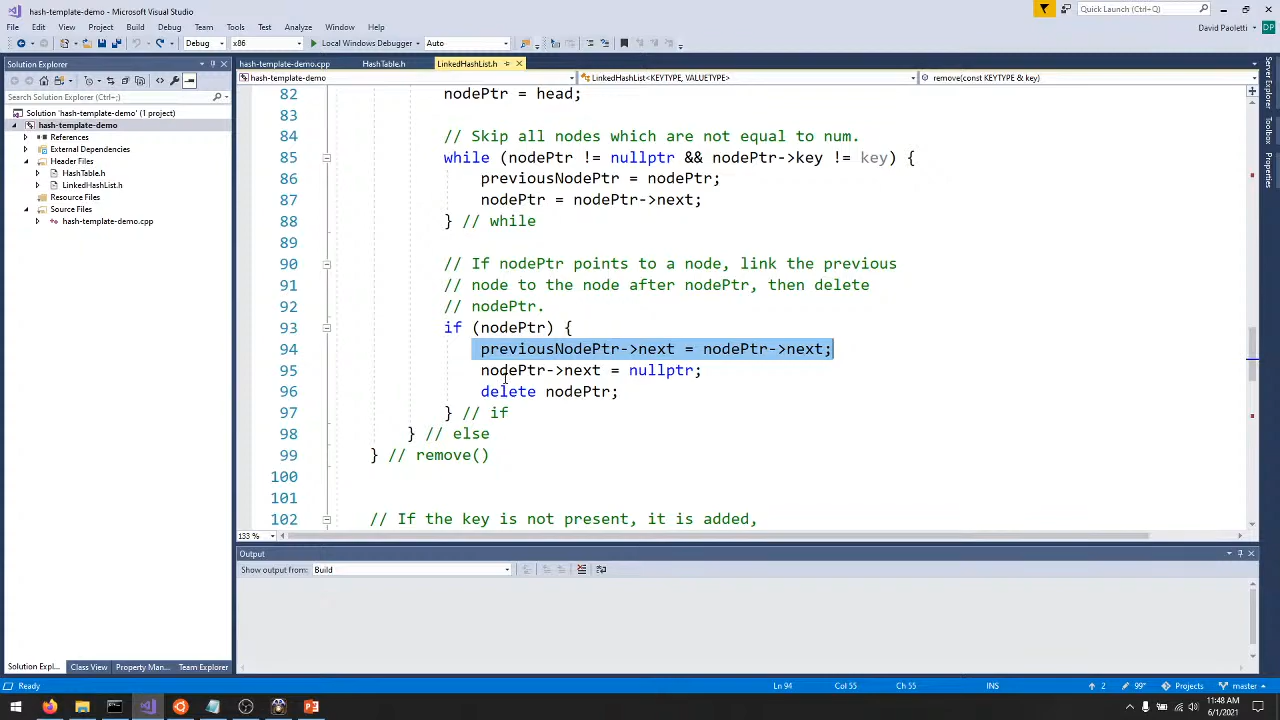 hash-template-demo - Microsoft Visual Studio
Quick Launch (Ctrl+Q)
File Edit View Project Build Debug Team Tools Test Analyze Window Help
David Paoletti DP
Debug x86 Local Windows Debugger Auto
Solution Explorer
hash-template-demo.cpp HashTable.h LinkedHashList.h
hash-template-demo LinkedHashList<KEYTYPE, VALUETYPE> remove(const KEYTYPE & key)
Search Solution Explorer (Ctrl+;)
Solution 'hash-template-demo' (1 project)
hash-template-demo
References
External Dependencies
Header Files
HashTable.h
LinkedHashList.h
Resource Files
Source Files
hash-template-demo.cpp
82 nodePtr = head;
83
84 // Skip all nodes which are not equal to num.
85 while (nodePtr != nullptr && nodePtr->key != key) {
86 previousNodePtr = nodePtr;
87 nodePtr = nodePtr->next;
88 } // while
89
90 // If nodePtr points to a node, link the previous
91 // node to the node after nodePtr, then delete
92 // nodePtr.
93 if (nodePtr) {
94 previousNodePtr->next = nodePtr->next;
95 nodePtr->next = nullptr;
96 delete nodePtr;
97 } // if
98 } // else
99 } // remove()
100
101
102 // If the key is not present, it is added,
133 %
Server Explorer
Toolbox
Properties
Output
Show output from: Build
Solution Expl... Class View Property Man... Team Explorer
Ready Ln 94 Col 55 Ch 55 INS 2 99* Projects master
11:48 AM
6/1/2021